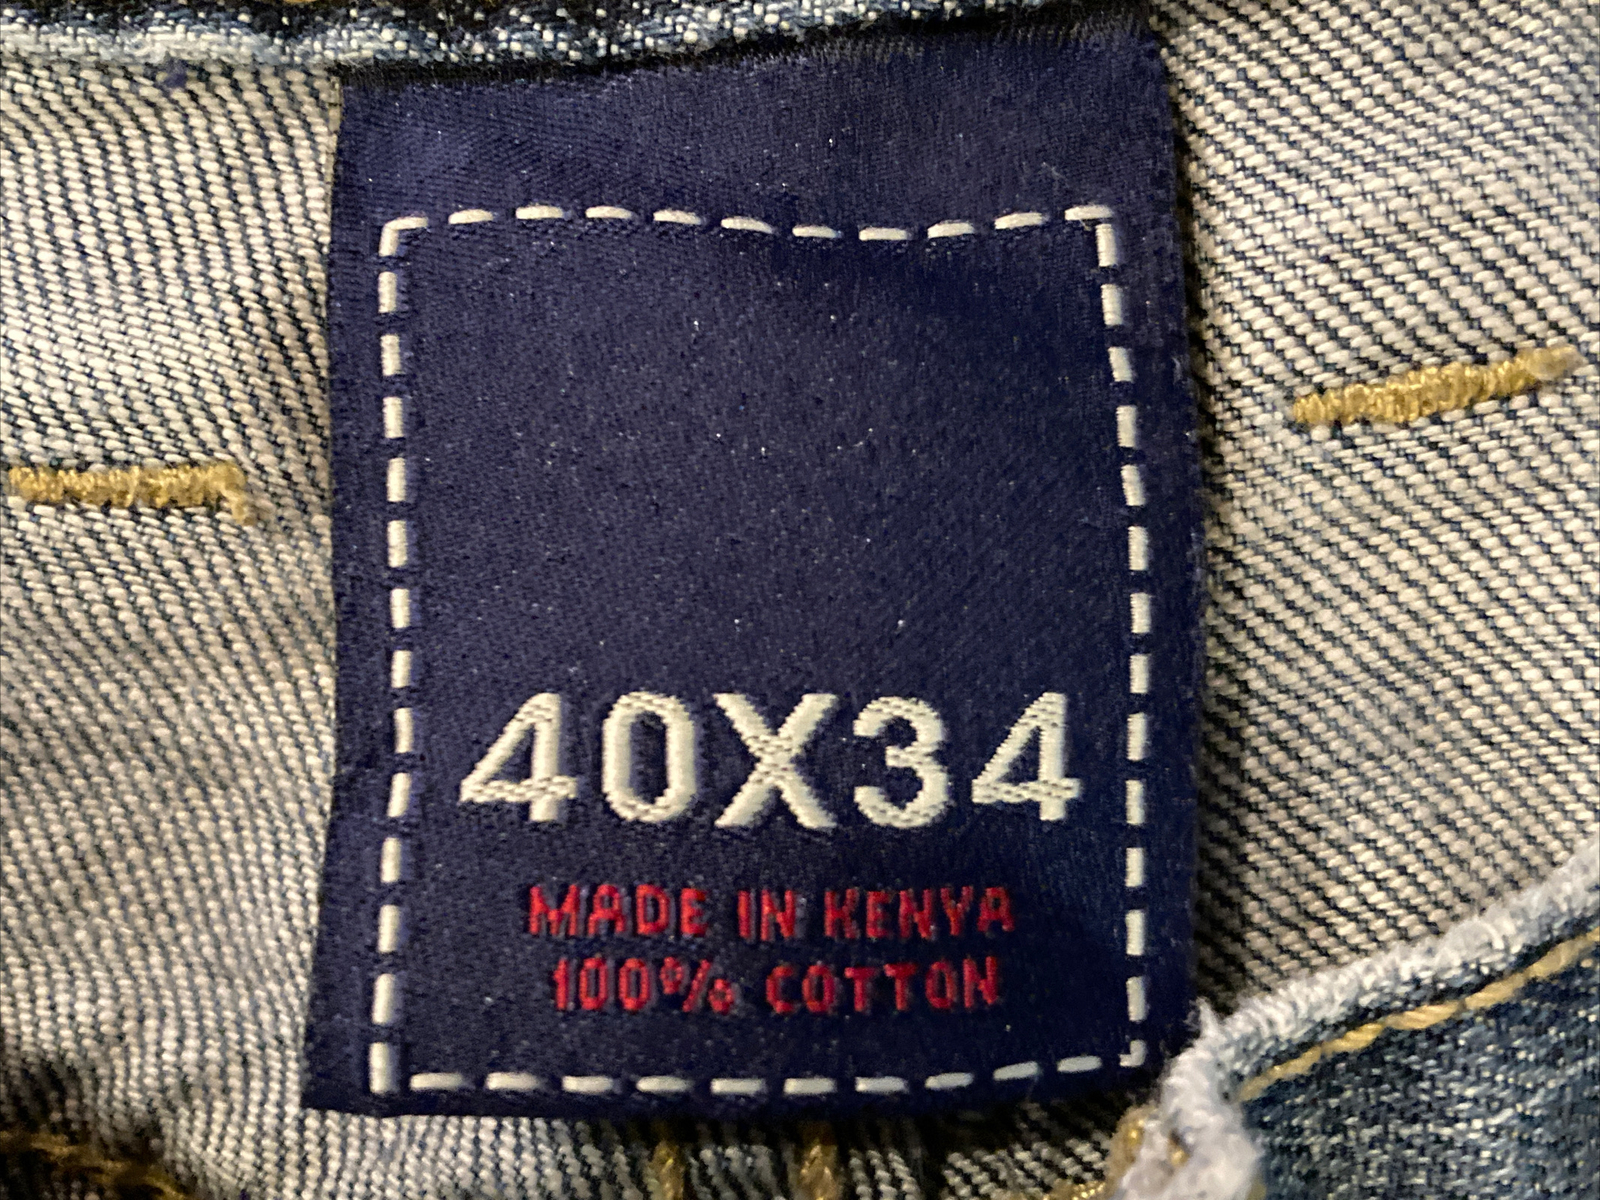 40X34
MADE IN KENYA
100% COTTON